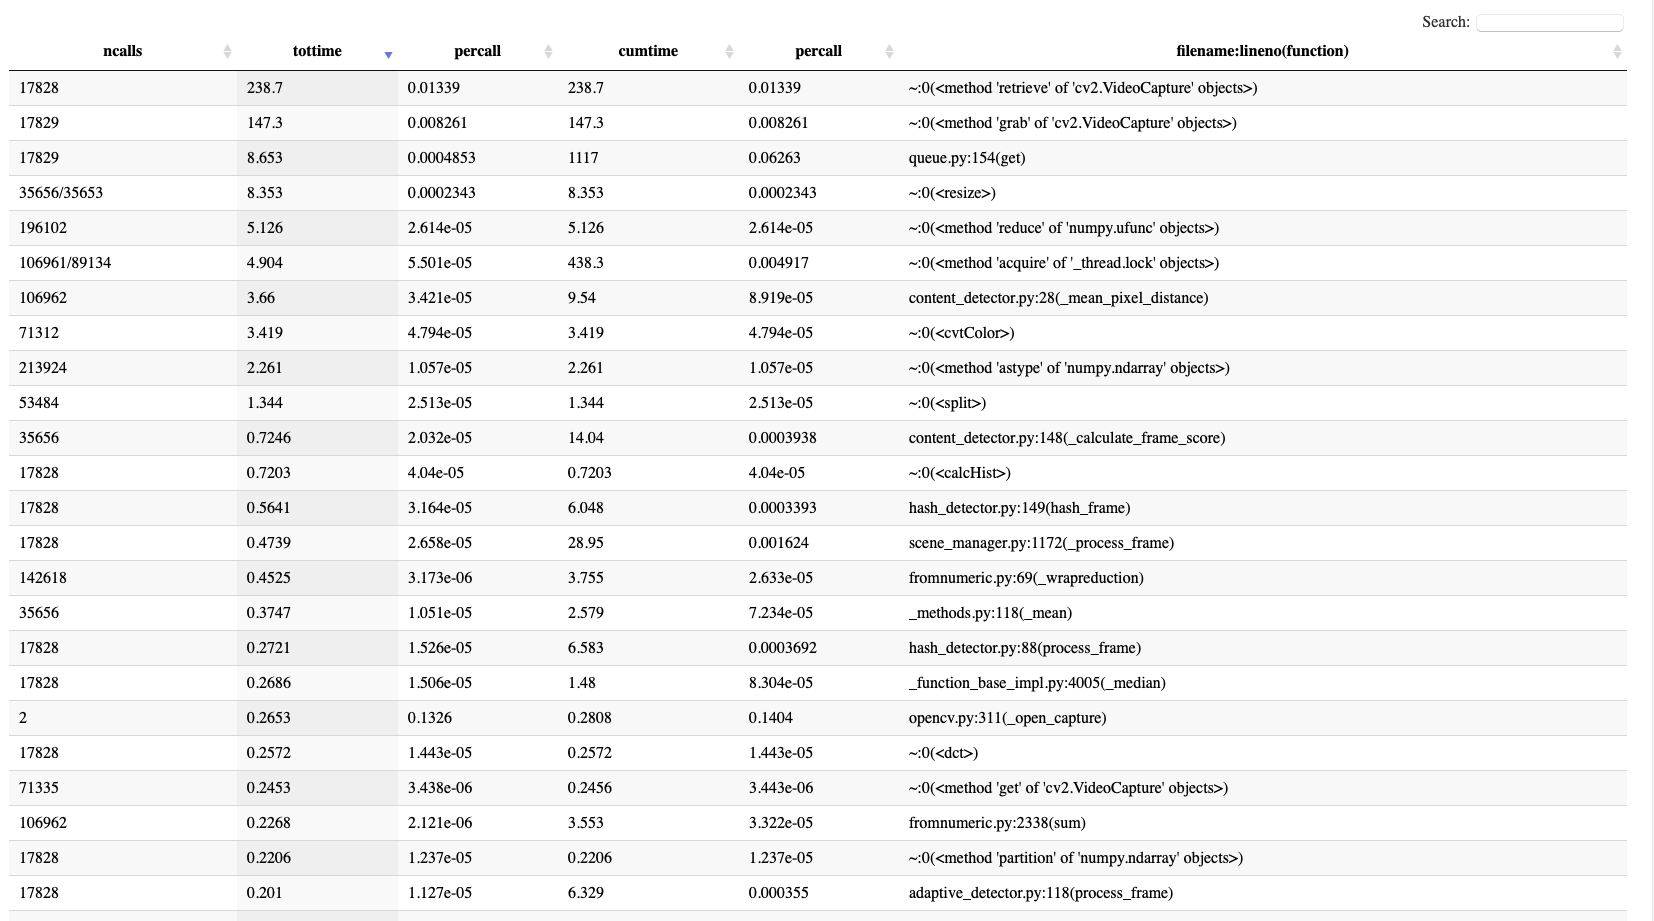 Search:
ncalls tottime percall cumtime percall filename:lineno(function)
17828 238.7 0.01339 238.7 0.01339 ~:0(<method 'retrieve' of 'cv2.VideoCapture' objects>)
17829 147.3 0.008261 147.3 0.008261 ~:0(<method 'grab' of 'cv2.VideoCapture' objects>)
17829 8.653 0.0004853 1117 0.06263 queue.py:154(get)
35656/35653 8.353 0.0002343 8.353 0.0002343 ~:0(<resize>)
196102 5.126 2.614e-05 5.126 2.614e-05 ~:0(<method 'reduce' of 'numpy.ufunc' objects>)
106961/89134 4.904 5.501e-05 438.3 0.004917 ~:0(<method 'acquire' of '_thread.lock' objects>)
106962 3.66 3.421e-05 9.54 8.919e-05 content_detector.py:28(_mean_pixel_distance)
71312 3.419 4.794e-05 3.419 4.794e-05 ~:0(<cvtColor>)
213924 2.261 1.057e-05 2.261 1.057e-05 ~:0(<method 'astype' of 'numpy.ndarray' objects>)
53484 1.344 2.513e-05 1.344 2.513e-05 ~:0(<split>)
35656 0.7246 2.032e-05 14.04 0.0003938 content_detector.py:148(_calculate_frame_score)
17828 0.7203 4.04e-05 0.7203 4.04e-05 ~:0(<calcHist>)
17828 0.5641 3.164e-05 6.048 0.0003393 hash_detector.py:149(hash_frame)
17828 0.4739 2.658e-05 28.95 0.001624 scene_manager.py:1172(_process_frame)
142618 0.4525 3.173e-06 3.755 2.633e-05 fromnumeric.py:69(_wrapreduction)
35656 0.3747 1.051e-05 2.579 7.234e-05 _methods.py:118(_mean)
17828 0.2721 1.526e-05 6.583 0.0003692 hash_detector.py:88(process_frame)
17828 0.2686 1.506e-05 1.48 8.304e-05 _function_base_impl.py:4005(_median)
2 0.2653 0.1326 0.2808 0.1404 opencv.py:311(_open_capture)
17828 0.2572 1.443e-05 0.2572 1.443e-05 ~:0(<dct>)
71335 0.2453 3.438e-06 0.2456 3.443e-06 ~:0(<method 'get' of 'cv2.VideoCapture' objects>)
106962 0.2268 2.121e-06 3.553 3.322e-05 fromnumeric.py:2338(sum)
17828 0.2206 1.237e-05 0.2206 1.237e-05 ~:0(<method 'partition' of 'numpy.ndarray' objects>)
17828 0.201 1.127e-05 6.329 0.000355 adaptive_detector.py:118(process_frame)